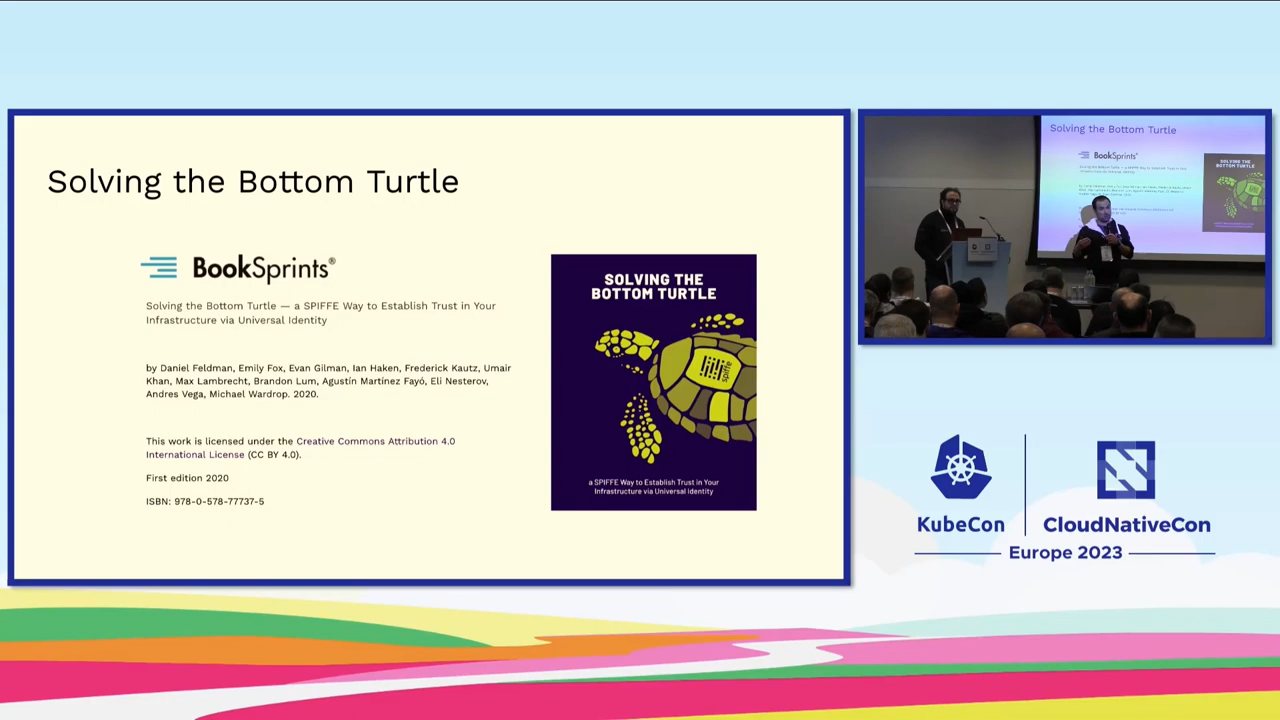 Solving the Bottom Turtle
BookSprints®
Solving the Bottom Turtle — a SPIFFE Way to Establish Trust in Your
Infrastructure via Universal Identity
by Daniel Feldman, Emily Fox, Evan Gilman, Ian Haken, Frederick Kautz, Umair
Khan, Max Lambrecht, Brandon Lum, Agustín Martínez Fayó, Eli Nesterov,
Andres Vega, Michael Wardrop. 2020.
This work is licensed under the Creative Commons Attribution 4.0
International License (CC BY 4.0).
First edition 2020
ISBN: 978-0-578-77737-5
SOLVING THE
BOTTOM TURTLE
spiffe
a SPIFFE Way to Establish Trust in Your
Infrastructure via Universal Identity
Solving the Bottom Turtle
BookSprints
SOLVING THE
BOTTOM TURTLE
KubeCon
CloudNativeCon
Europe 2023